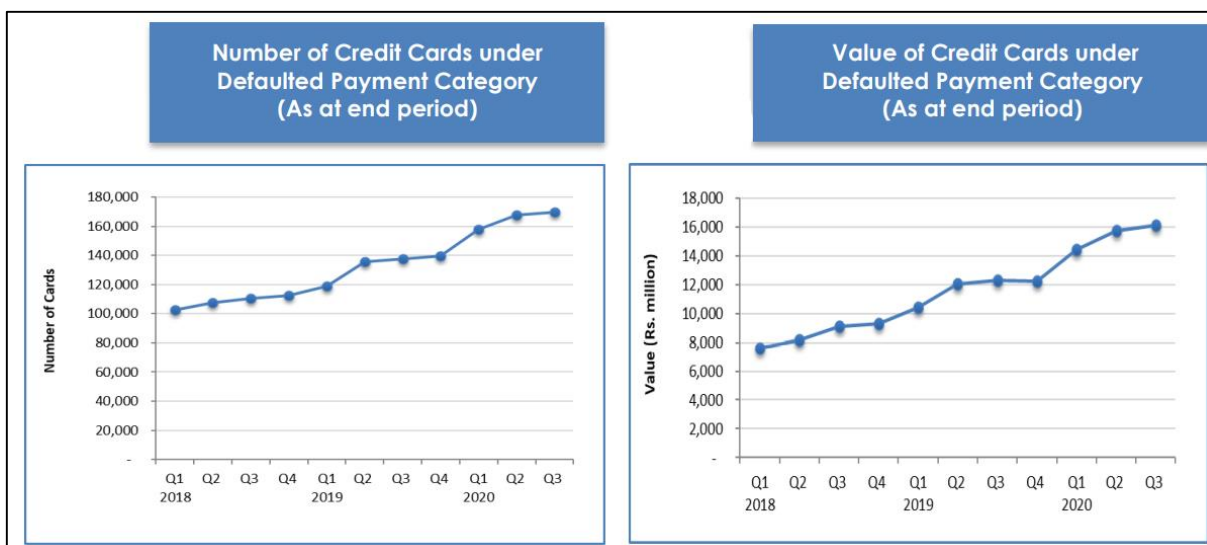 Number of Credit Cards under
Defaulted Payment Category
(As at end period)
Value of Credit Cards under
Defaulted Payment Category
(As at end period)
Number of Cards
180,000
160,000
140,000
120,000
100,000
80,000
60,000
40,000
20,000
-
Q1 Q2 Q3 Q4 Q1 Q2 Q3 Q4 Q1 Q2 Q3
2018 2019 2020
Value (Rs. million)
18,000
16,000
14,000
12,000
10,000
8,000
6,000
4,000
2,000
-
Q1 Q2 Q3 Q4 Q1 Q2 Q3 Q4 Q1 Q2 Q3
2018 2019 2020